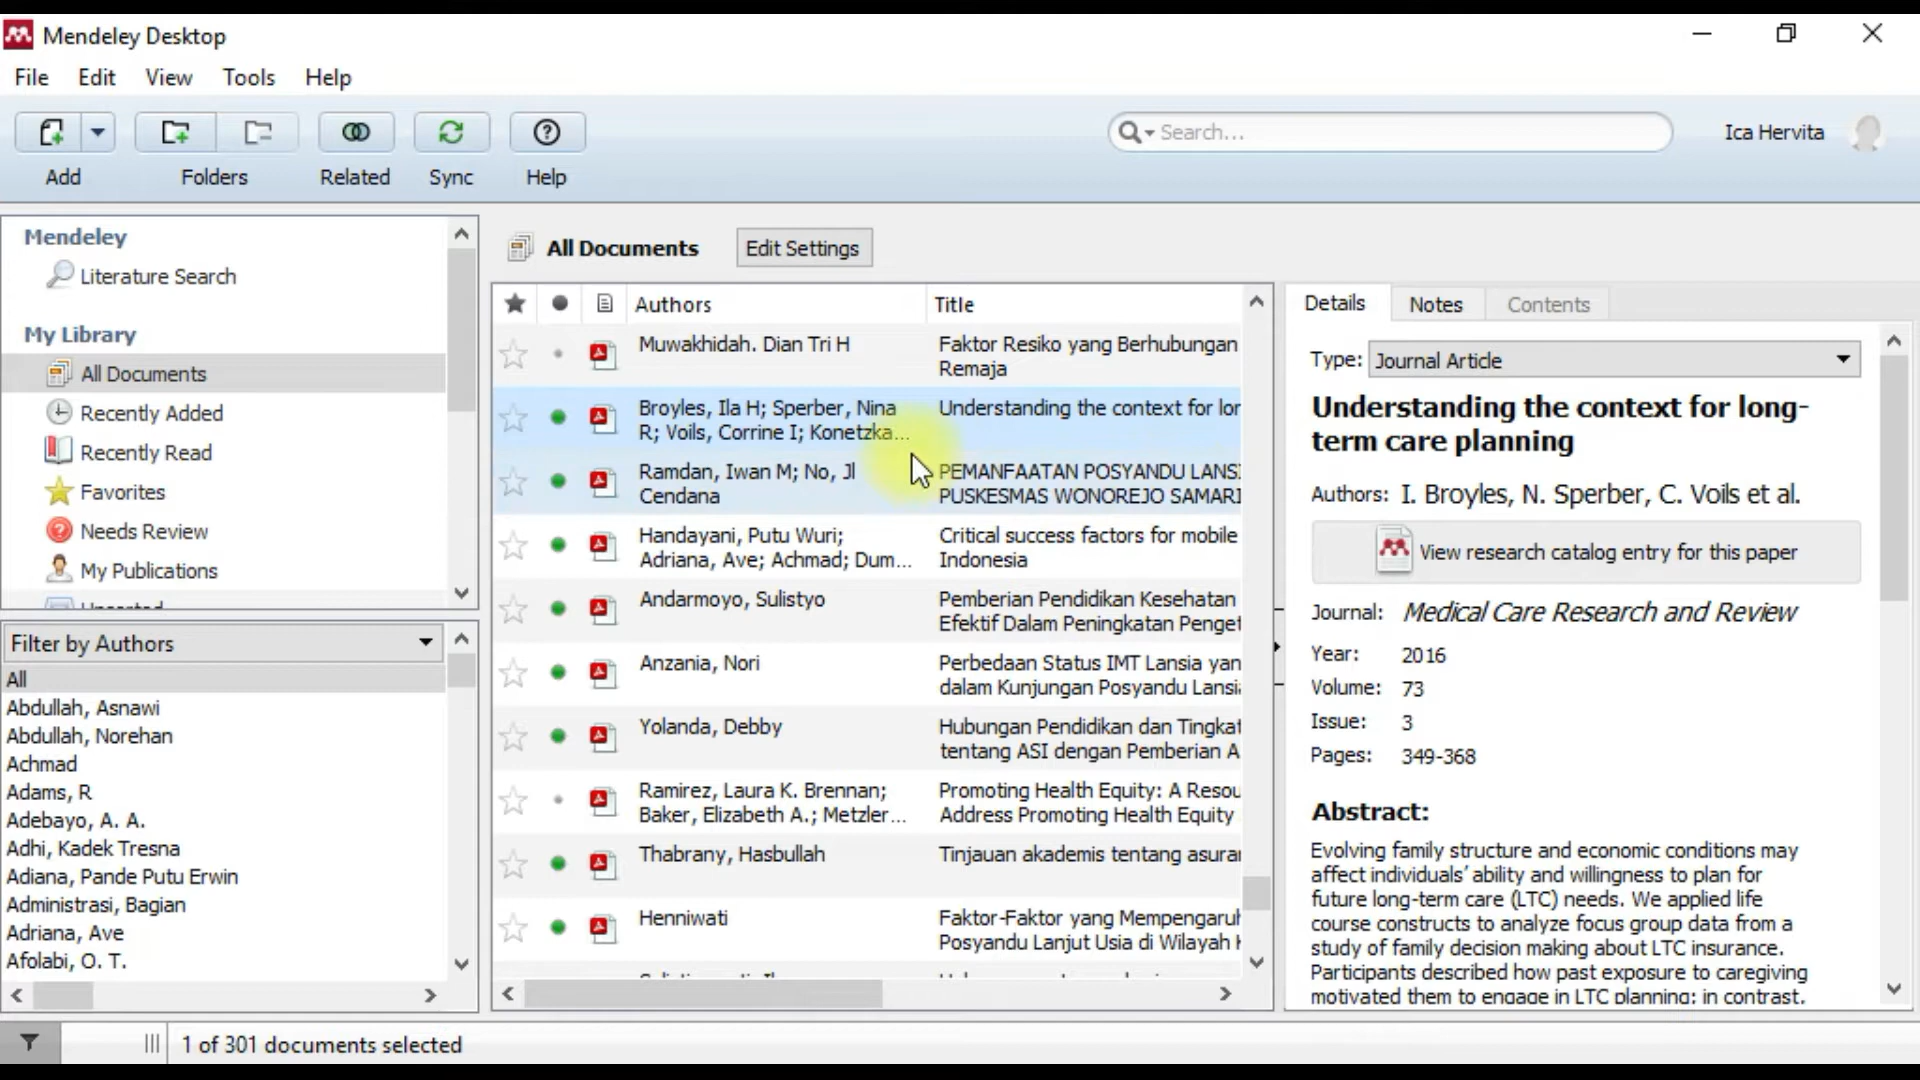 Mendeley Desktop
File Edit View Tools Help
Search...
Ica Hervita
Add Folders Related Sync Help
Mendeley
Literature Search
My Library
All Documents
Recently Added
Recently Read
Favorites
Needs Review
My Publications
Filter by Authors
All
Abdullah, Asnawi
Abdullah, Norehan
Achmad
Adams, R
Adebayo, A. A.
Adhi, Kadek Tresna
Adiana, Pande Putu Erwin
Administrasi, Bagian
Adriana, Ave
Afolabi, O. T.
All Documents Edit Settings
Authors Title
Muwakhidah. Dian Tri H
Faktor Resiko yang Berhubungan
Remaja
Broyles, Ila H; Sperber, Nina
R; Voils, Corrine I; Konetzka...
Understanding the context for lor
Ramdan, Iwan M; No, Jl
Cendana
PEMANFAATAN POSYANDU LANSI
PUSKESMAS WONOREJO SAMARI
Handayani, Putu Wuri;
Adriana, Ave; Achmad; Dum...
Critical success factors for mobile
Indonesia
Andarmoyo, Sulistyo
Pemberian Pendidikan Kesehatan
Efektif Dalam Peningkatan Penget
Anzania, Nori
Perbedaan Status IMT Lansia yan
dalam Kunjungan Posyandu Lansi
Yolanda, Debby
Hubungan Pendidikan dan Tingkat
tentang ASI dengan Pemberian A
Ramirez, Laura K. Brennan;
Baker, Elizabeth A.; Metzler...
Promoting Health Equity: A Resou
Address Promoting Health Equity
Thabrany, Hasbullah
Tinjauan akademis tentang asurar
Henniwati
Faktor-Faktor yang Mempengaruh
Posyandu Lanjut Usia di Wilayah
Details Notes Contents
Type: Journal Article
Understanding the context for long-
term care planning
Authors: I. Broyles, N. Sperber, C. Voils et al.
View research catalog entry for this paper
Journal: Medical Care Research and Review
Year: 2016
Volume: 73
Issue: 3
Pages: 349-368
Abstract:
Evolving family structure and economic conditions may
affect individuals' ability and willingness to plan for
future long-term care (LTC) needs. We applied life
course constructs to analyze focus group data from a
study of family decision making about LTC insurance.
Participants described how past exposure to caregiving
motivated them to engage in LTC planning; in contrast,
1 of 301 documents selected